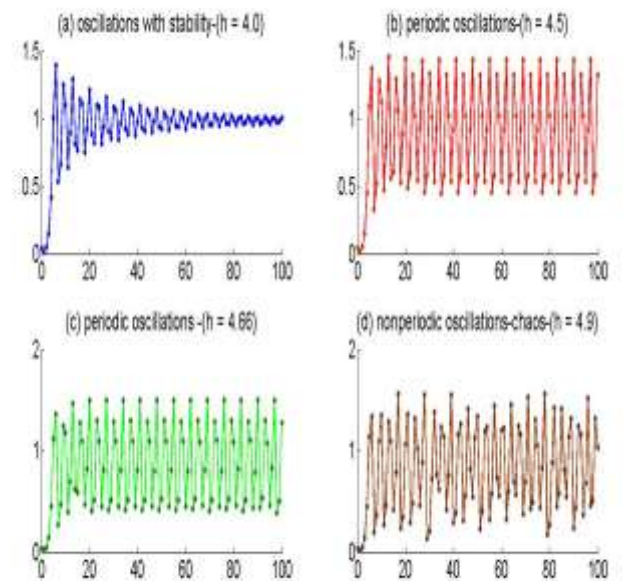 (a) oscillations with stability-(h = 4.0)
1.5
1
0.5
0
0 20 40 60 80 100
(b) periodic oscillations-(h = 4.5)
1.5
1
0.5
0
0 20 40 60 80 100
(c) periodic oscillations -(h = 4.66)
2
1
0
0 20 40 60 80 100
(d) nonperiodic oscillations-chaos-(h = 4.9)
2
1
0
0 20 40 60 80 100